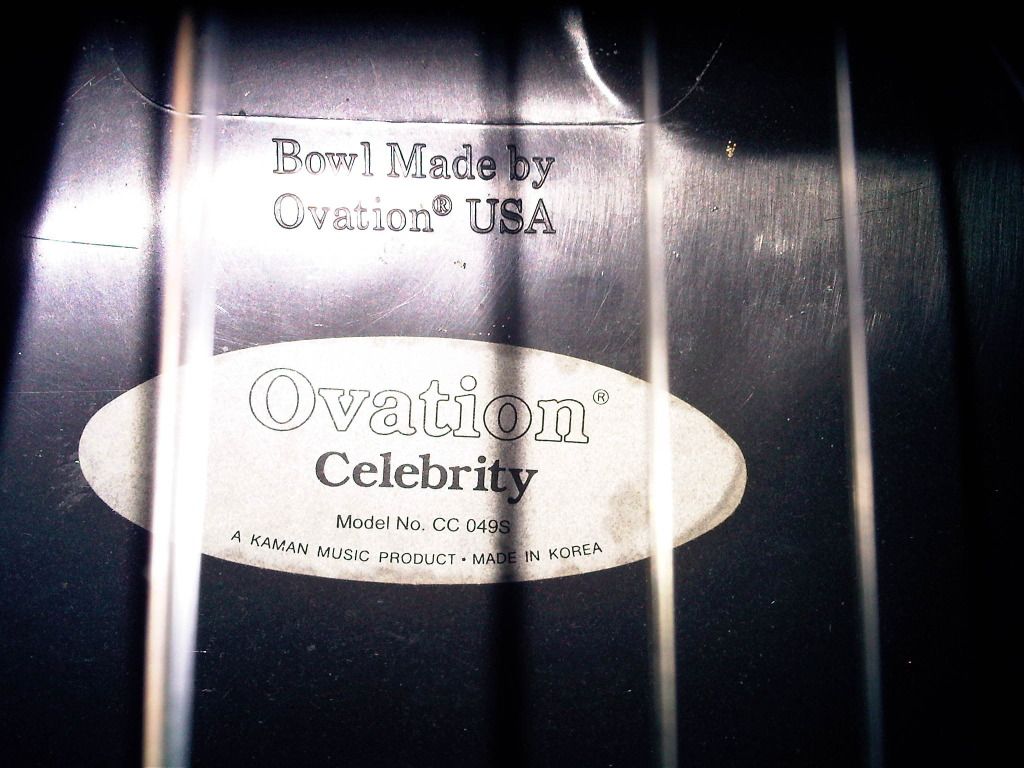 Bowl Made by
Ovation® USA
Ovation®
Celebrity
Model No. CC 049S
A KAMAN MUSIC PRODUCT • MADE IN KOREA